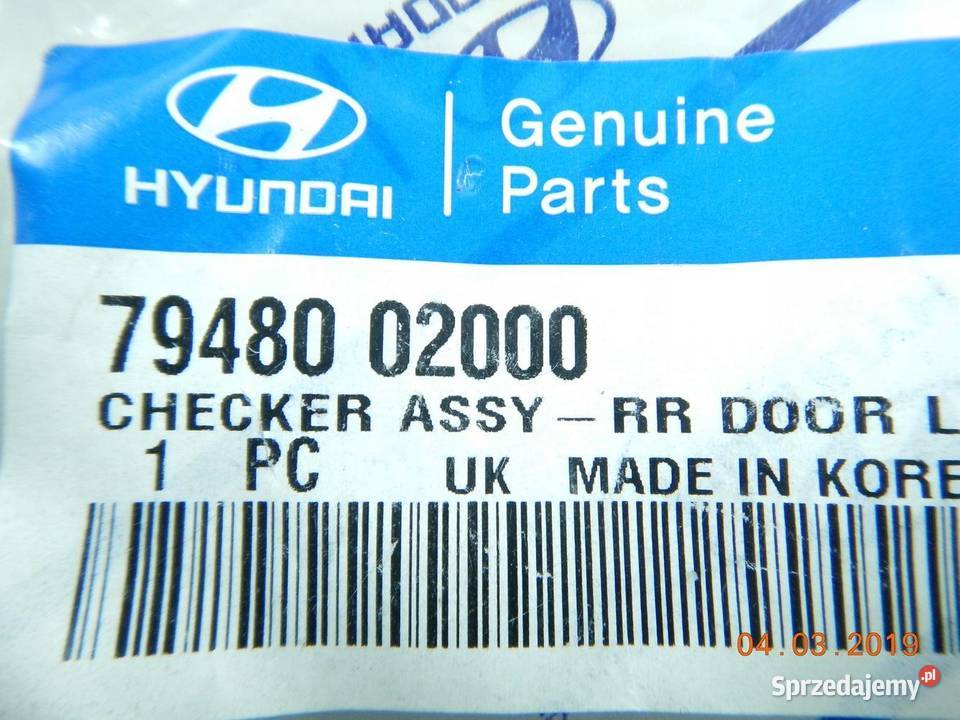 HYUNDAI
Genuine
Parts
79480 02000
CHECKER ASSY-RR DOOR L
1 PC UK MADE IN KORE
04.03.2019
Sprzedajemy.pl